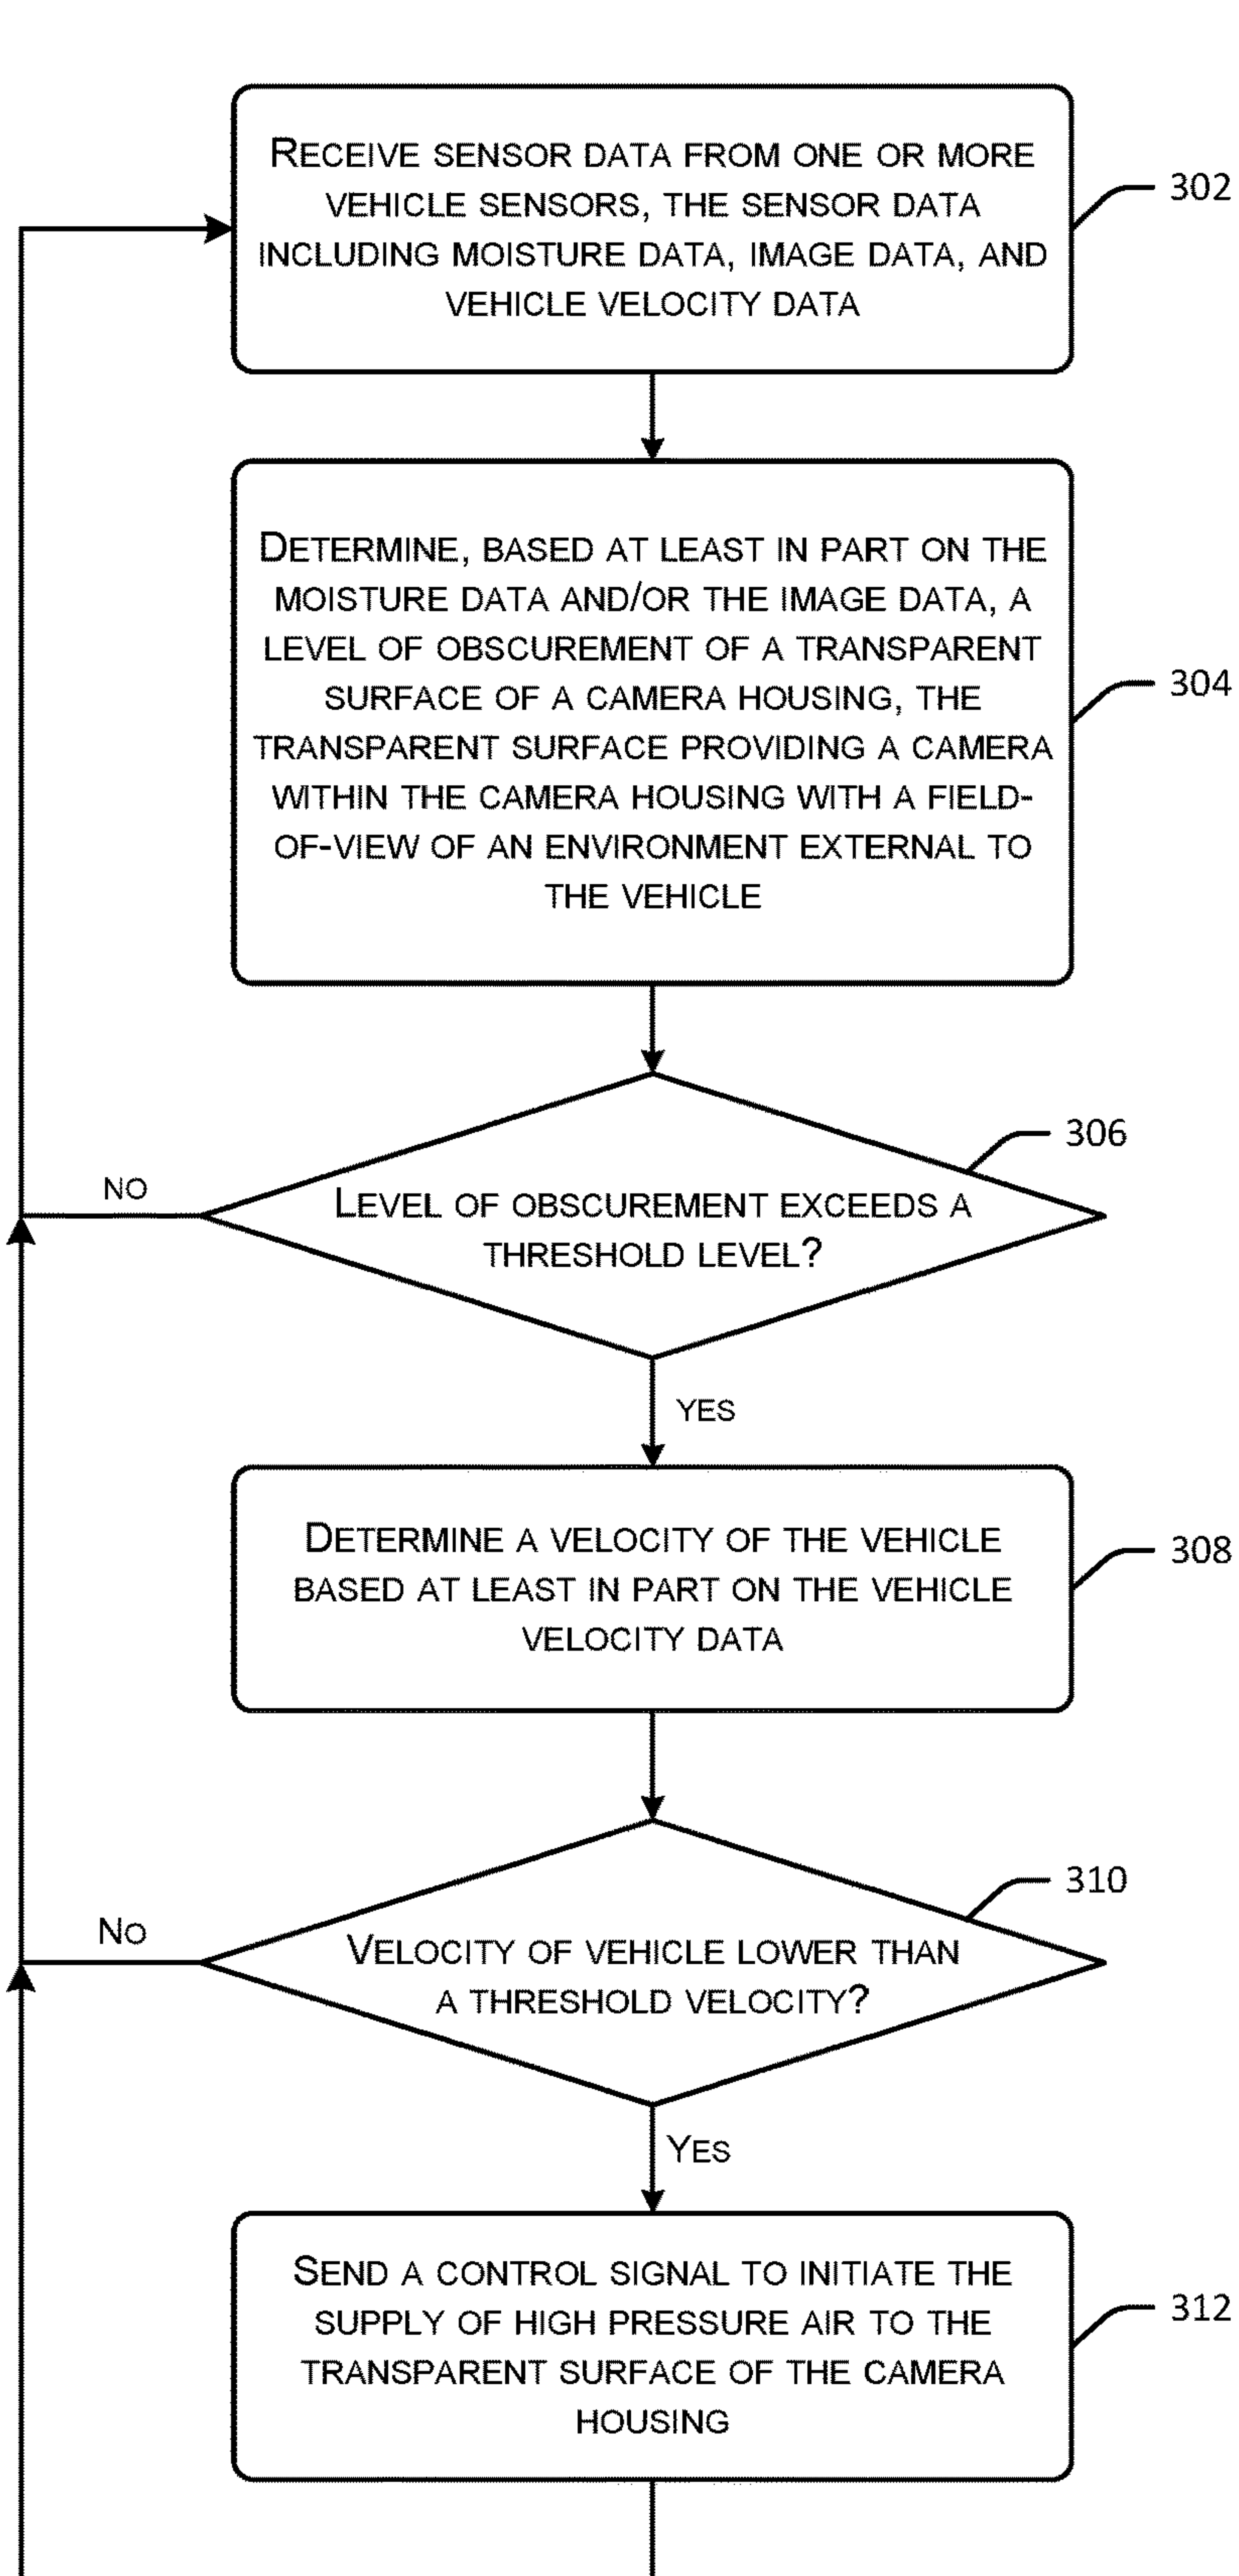 RECEIVE SENSOR DATA FROM ONE OR MORE
VEHICLE SENSORS, THE SENSOR DATA
INCLUDING MOISTURE DATA, IMAGE DATA, AND
VEHICLE VELOCITY DATA
302
DETERMINE, BASED AT LEAST IN PART ON THE
MOISTURE DATA AND/OR THE IMAGE DATA, A
LEVEL OF OBSCUREMENT OF A TRANSPARENT
SURFACE OF A CAMERA HOUSING, THE
TRANSPARENT SURFACE PROVIDING A CAMERA
WITHIN THE CAMERA HOUSING WITH A FIELD-
OF-VIEW OF AN ENVIRONMENT EXTERNAL TO
THE VEHICLE
304
306
NO
LEVEL OF OBSCUREMENT EXCEEDS A
THRESHOLD LEVEL?
YES
DETERMINE A VELOCITY OF THE VEHICLE
BASED AT LEAST IN PART ON THE VEHICLE
VELOCITY DATA
308
310
NO
VELOCITY OF VEHICLE LOWER THAN
A THRESHOLD VELOCITY?
YES
SEND A CONTROL SIGNAL TO INITIATE THE
SUPPLY OF HIGH PRESSURE AIR TO THE
TRANSPARENT SURFACE OF THE CAMERA
HOUSING
312